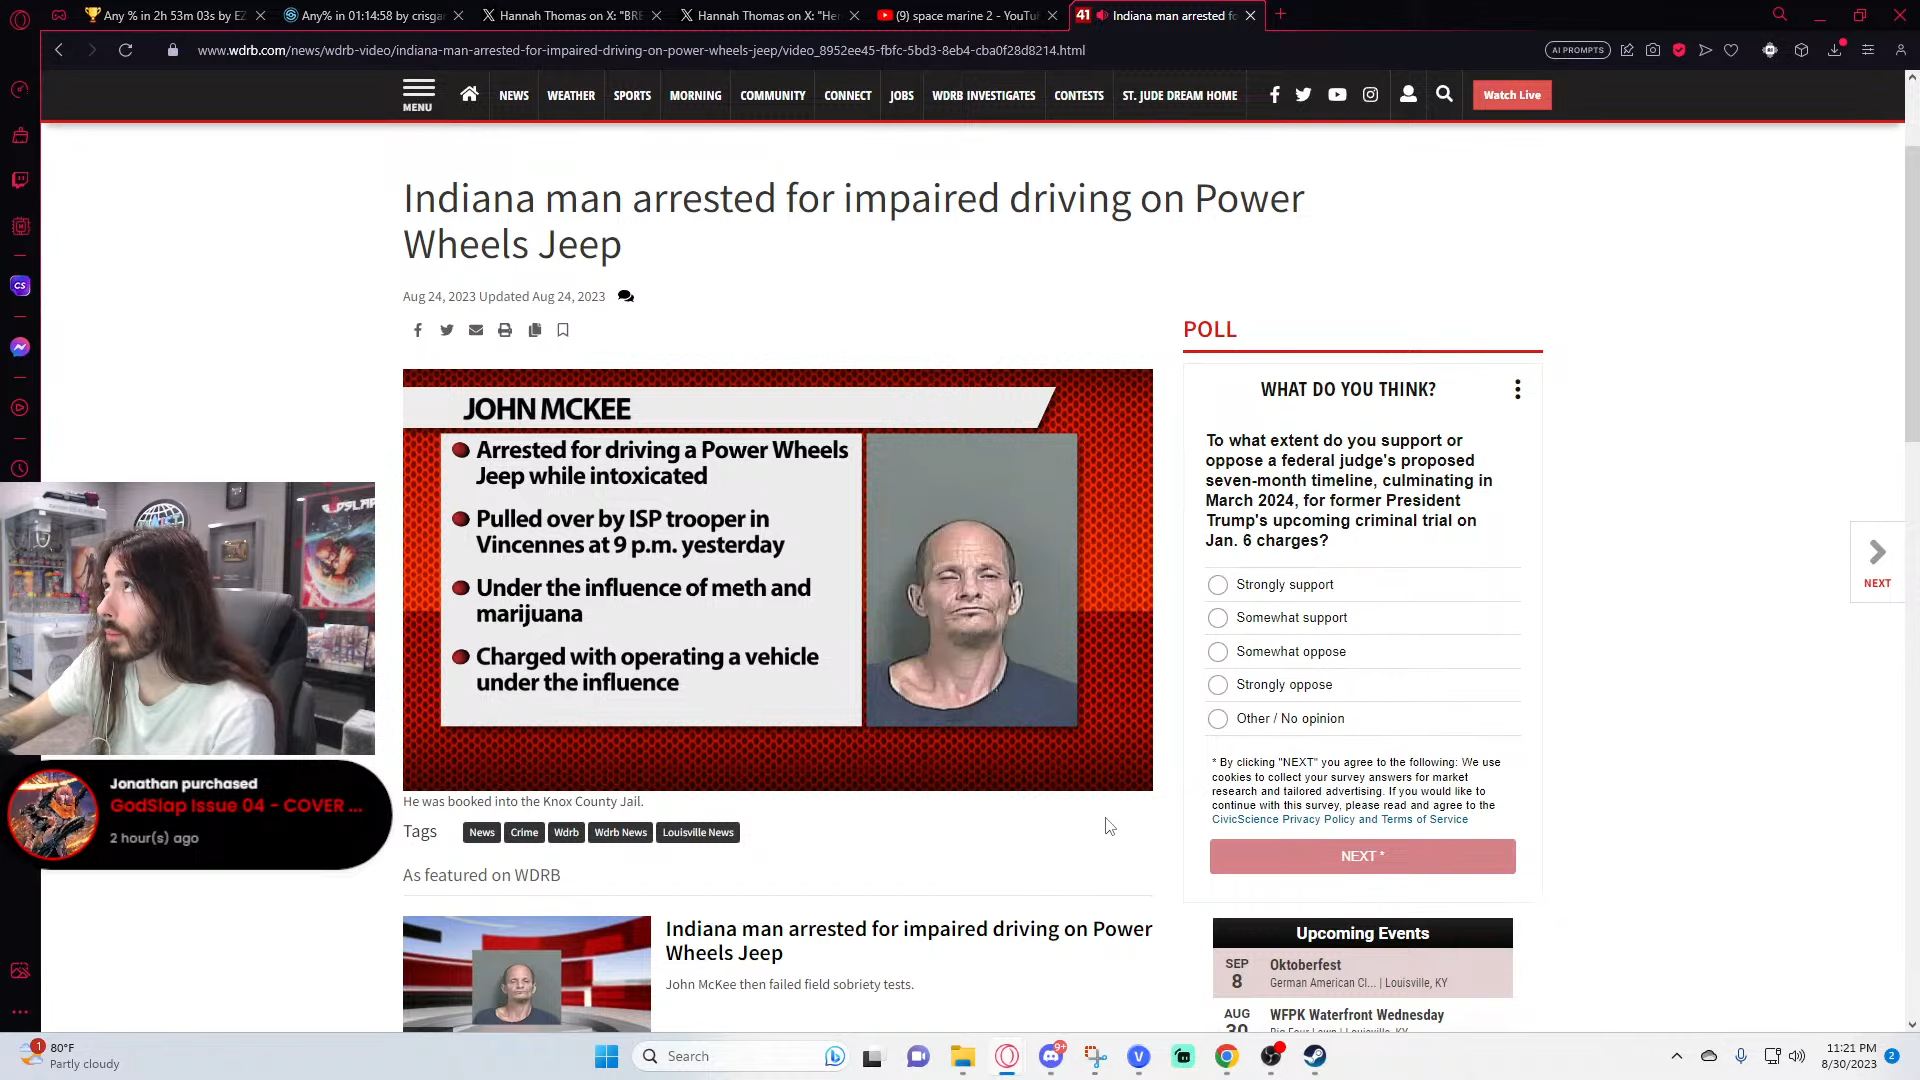 Any % in 2h 53m 03s by EZ
Any% in 01:14:58 by crisga
Hannah Thomas on X: "BRE
Hannah Thomas on X: "Her
(9) space marine 2 - YouTu
41 Indiana man arrested fo
www.wdrb.com/news/wdrb-video/indiana-man-arrested-for-impaired-driving-on-power-wheels-jeep/video_8952ee45-fbfc-5bd3-8eb4-cba0f28d8214.html
AI PROMPTS
MENU
NEWS
WEATHER
SPORTS
MORNING
COMMUNITY
CONNECT
JOBS
WDRB INVESTIGATES
CONTESTS
ST. JUDE DREAM HOME
Watch Live
Indiana man arrested for impaired driving on Power
Wheels Jeep
Aug 24, 2023 Updated Aug 24, 2023
JOHN MCKEE
Arrested for driving a Power Wheels
Jeep while intoxicated
Pulled over by ISP trooper in
Vincennes at 9 p.m. yesterday
Under the influence of meth and
marijuana
Charged with operating a vehicle
under the influence
He was booked into the Knox County Jail.
Tags
News
Crime
Wdrb
Wdrb News
Louisville News
As featured on WDRB
Indiana man arrested for impaired driving on Power
Wheels Jeep
John McKee then failed field sobriety tests.
POLL
WHAT DO YOU THINK?
To what extent do you support or
oppose a federal judge's proposed
seven-month timeline, culminating in
March 2024, for former President
Trump's upcoming criminal trial on
Jan. 6 charges?
Strongly support
Somewhat support
Somewhat oppose
Strongly oppose
Other / No opinion
* By clicking "NEXT" you agree to the following: We use
cookies to collect your survey answers for market
research and tailored advertising. If you would like to
continue with this survey, please read and agree to the
CivicScience Privacy Policy and Terms of Service
NEXT *
Upcoming Events
SEP
8
Oktoberfest
German American Cl... | Louisville, KY
AUG
30
WFPK Waterfront Wednesday
Big Four Lawn | Louisville, KY
NEXT
CS
Jonathan purchased
GodSlap Issue 04 - COVER ...
2 hour(s) ago
1
80°F
Partly cloudy
Search
9+
11:21 PM
8/30/2023
2